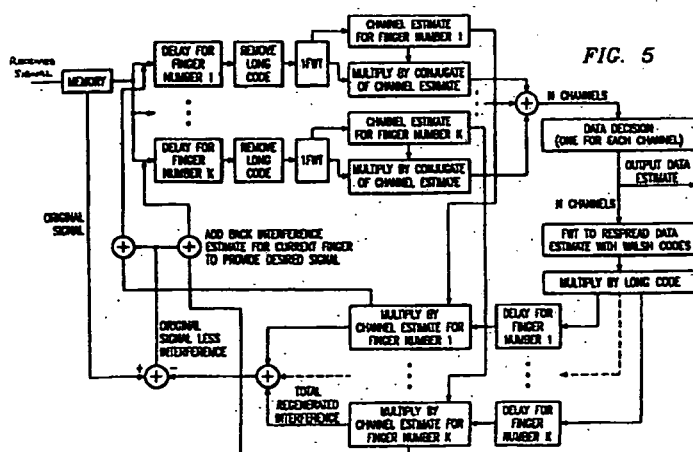 FIG. 5
RECEIVED
SIGNAL
MEMORY
DELAY FOR
FINGER
NUMBER 1
REMOVE
LONG
CODE
IFWT
CHANNEL ESTIMATE
FOR FINGER NUMBER 1
MULTIPLY BY CONJUGATE
OF CHANNEL ESTIMATE
DELAY FOR
FINGER
NUMBER K
REMOVE
LONG
CODE
IFWT
CHANNEL ESTIMATE
FOR FINGER NUMBER K
MULTIPLY BY CONJUGATE
OF CHANNEL ESTIMATE
N CHANNELS
DATA DECISION
(ONE FOR EACH CHANNEL)
OUTPUT DATA
ESTIMATE
N CHANNELS
FWT TO RESPREAD DATA
ESTIMATE WITH WALSH CODES
MULTIPLY BY LONG CODE
ORIGINAL
SIGNAL
ADD BACK INTERFERENCE
ESTIMATE FOR CURRENT FINGER
TO PROVIDE DESIRED SIGNAL
ORIGINAL
SIGNAL LESS
INTERFERENCE
+
-
MULTIPLY BY
CHANNEL ESTIMATE FOR
FINGER NUMBER 1
DELAY FOR
FINGER
NUMBER 1
TOTAL
REGENERATED
INTERFERENCE
MULTIPLY BY
CHANNEL ESTIMATE FOR
FINGER NUMBER K
DELAY FOR
FINGER
NUMBER K